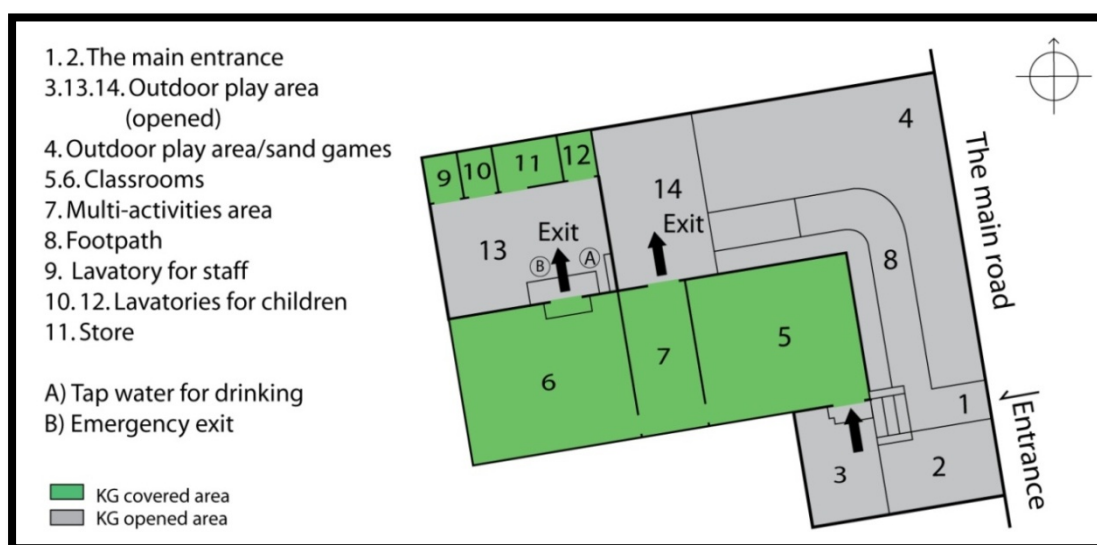 1.2.The main entrance
3.13.14. Outdoor play area
(opened)
4.Outdoor play area/sand games
5.6. Classrooms
7.Multi-activities area
8.Footpath
9. Lavatory for staff
10.12.Lavatories for children
11.Store
A) Tap water for drinking
B) Emergency exit
KG covered area
KG opened area
9
10
11
12
13
Exit
B
A
14
Exit
4
The main road
8
6
7
5
1
Entrance
3
2